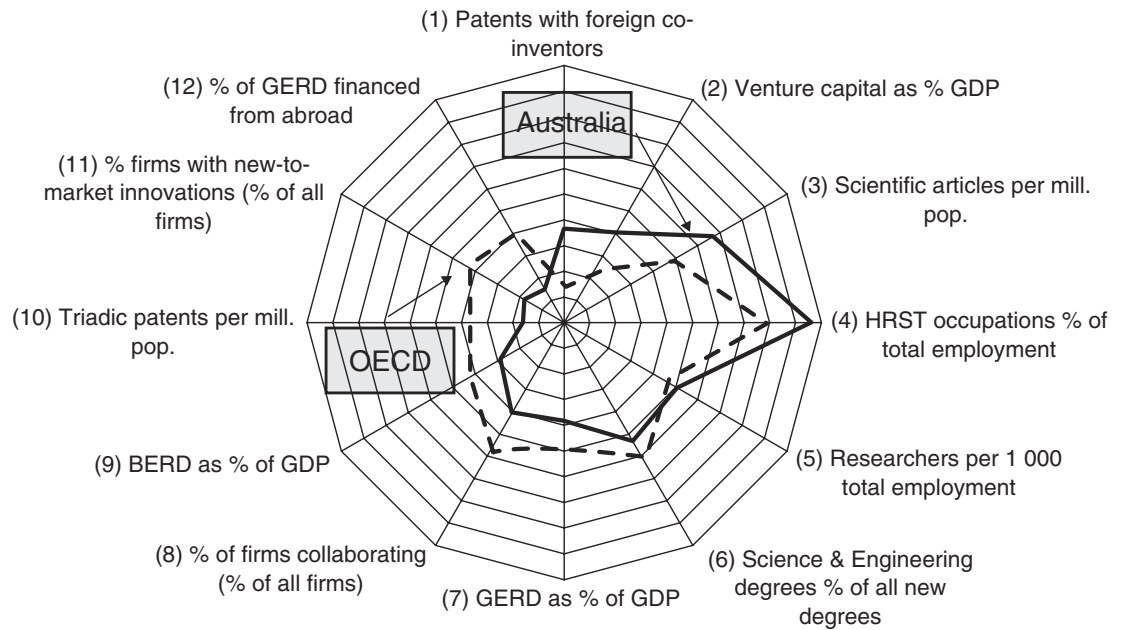 (1) Patents with foreign co-
inventors
(2) Venture capital as % GDP
(3) Scientific articles per mill.
pop.
(4) HRST occupations % of
total employment
(5) Researchers per 1 000
total employment
(6) Science & Engineering
degrees % of all new
degrees
(7) GERD as % of GDP
(8) % of firms collaborating
(% of all firms)
(9) BERD as % of GDP
(10) Triadic patents per mill.
pop.
(11) % firms with new-to-
market innovations (% of all
firms)
(12) % of GERD financed
from abroad
Australia
OECD